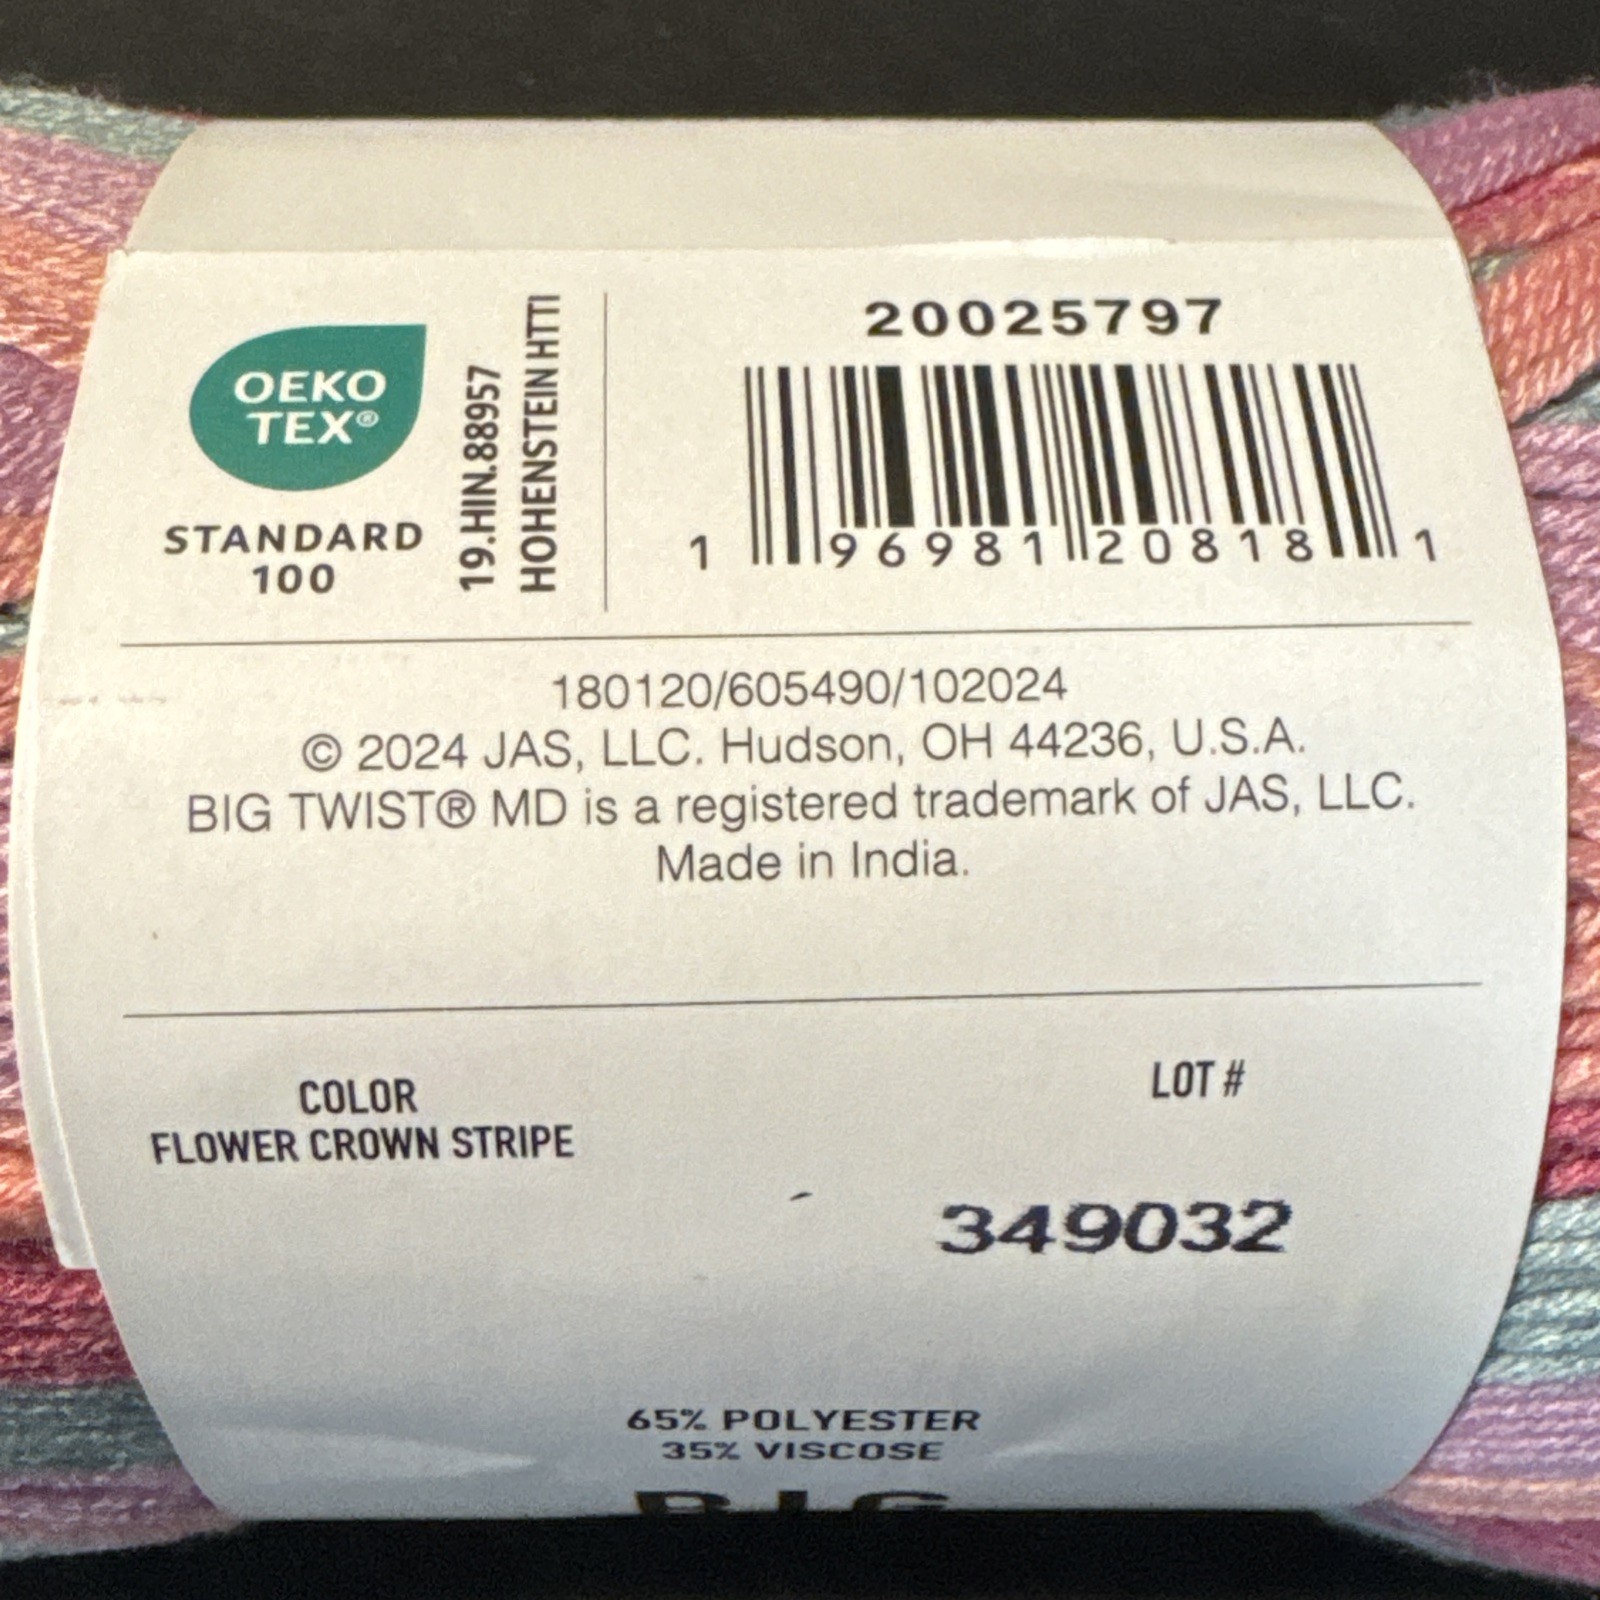 OEKO
TEX®
STANDARD
100
19.HIN.88957
HOHENSTEIN HTTI
20025797
1 96981 20818 1
180120/605490/102024
© 2024 JAS, LLC. Hudson, OH 44236, U.S.A.
BIG TWIST® MD is a registered trademark of JAS, LLC.
Made in India.
COLOR
FLOWER CROWN STRIPE
LOT #
349032
65% POLYESTER
35% VISCOSE
BIG